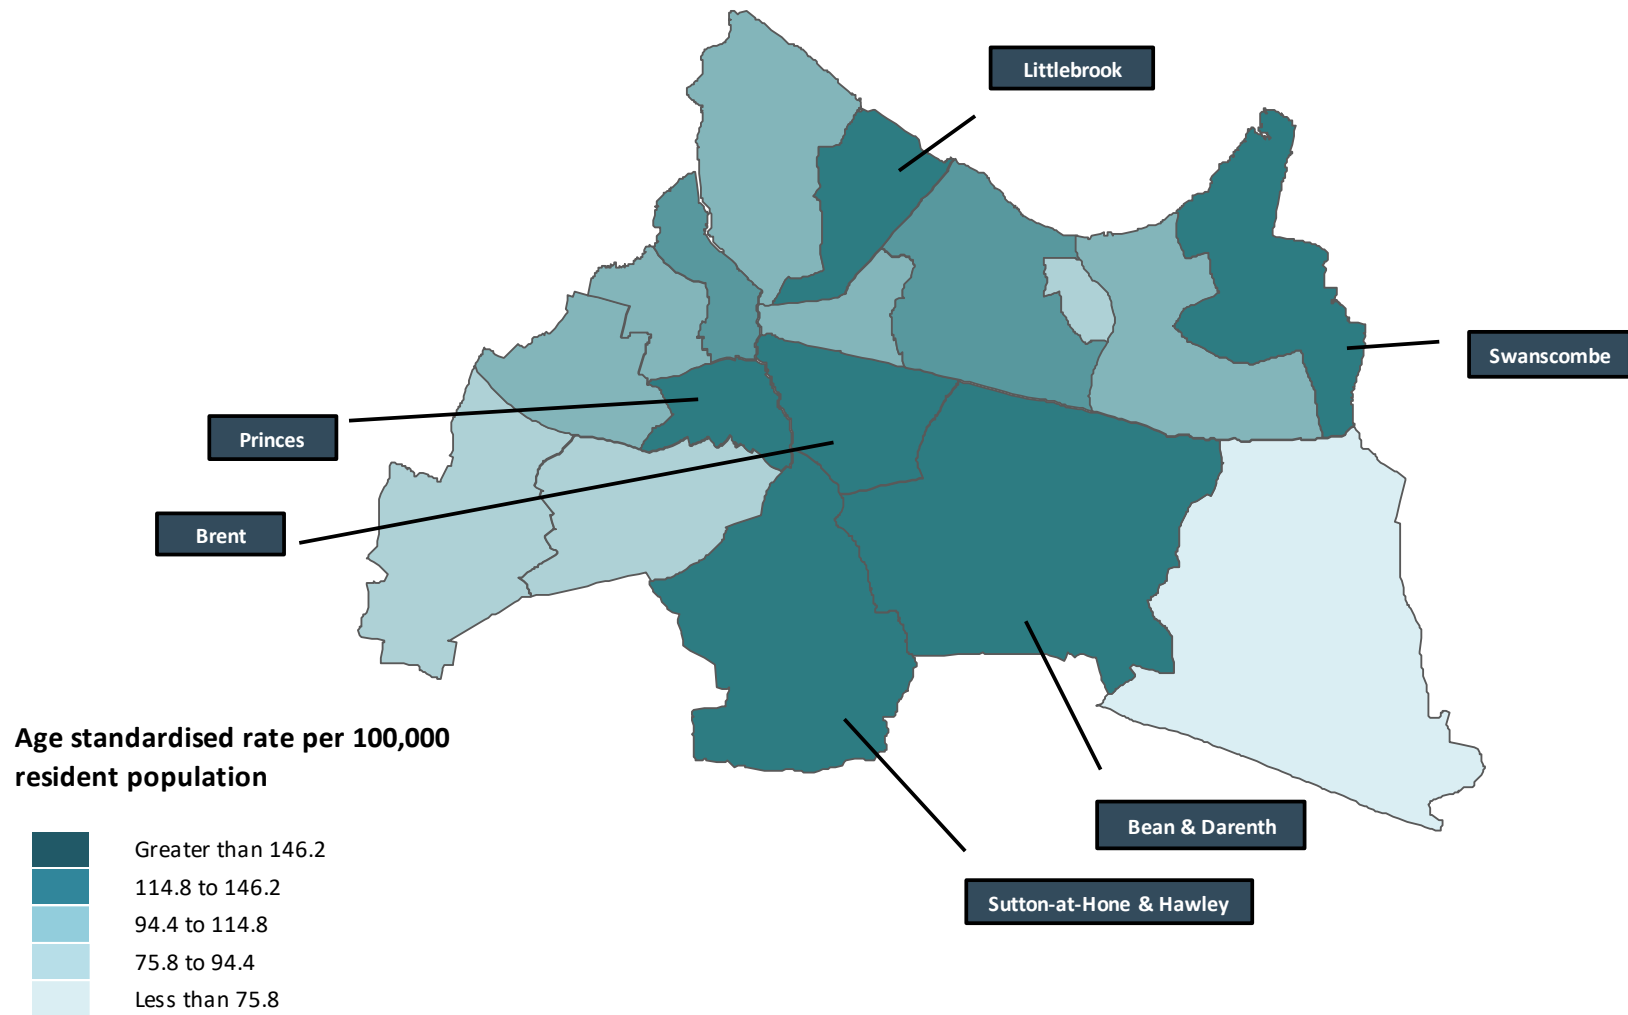 Littlebrook
Swanscombe
Princes
Brent
Age standardised rate per 100,000
resident population
Bean & Darenth
Sutton-at-Hone & Hawley
Greater than 146.2
114.8 to 146.2
94.4 to 114.8
75.8 to 94.4
Less than 75.8